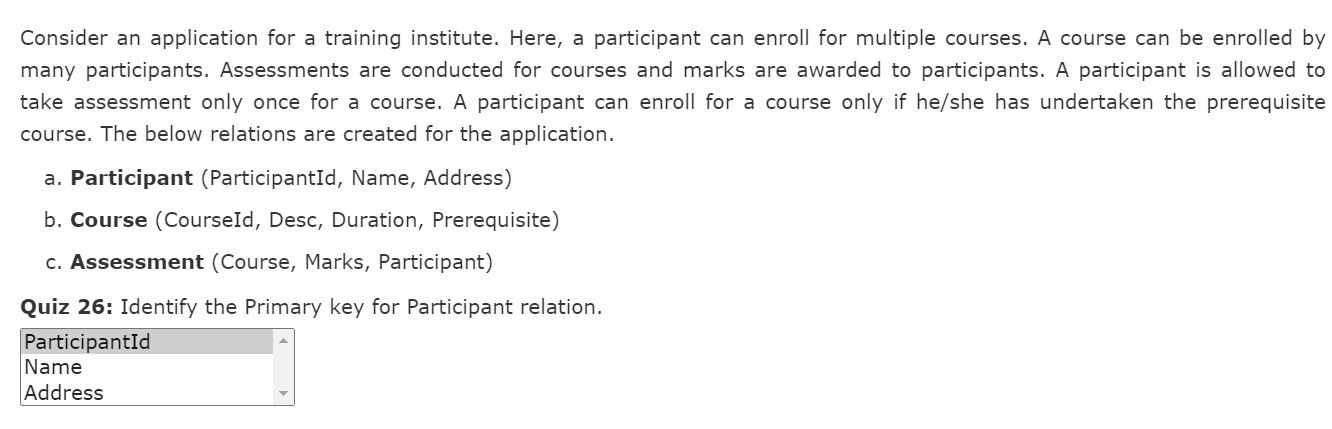 Consider an application for a training institute. Here, a participant can enroll for multiple courses. A course can be enrolled by
many participants. Assessments are conducted for courses and marks are awarded to participants. A participant is allowed to
take assessment only once for a course. A participant can enroll for a course only if he/she has undertaken the prerequisite
course. The below relations are created for the application.
a. Participant (ParticipantId, Name, Address)
b. Course (CourseId, Desc, Duration, Prerequisite)
c. Assessment (Course, Marks, Participant)
Quiz 26: Identify the Primary key for Participant relation.
ParticipantId
Name
Address